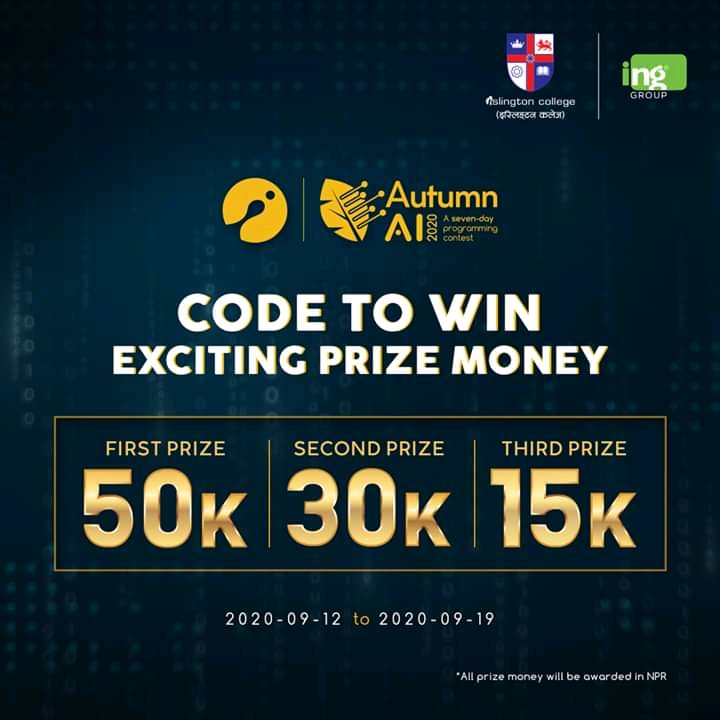 islington college
(इस्लिङ्टन कलेज)
ing
GROUP
Autumn
AI 2020
A seven-day
programming
contest
CODE TO WIN
EXCITING PRIZE MONEY
FIRST PRIZE
50K
SECOND PRIZE
30K
THIRD PRIZE
15K
2020-09-12 to 2020-09-19
*All prize money will be awarded in NPR